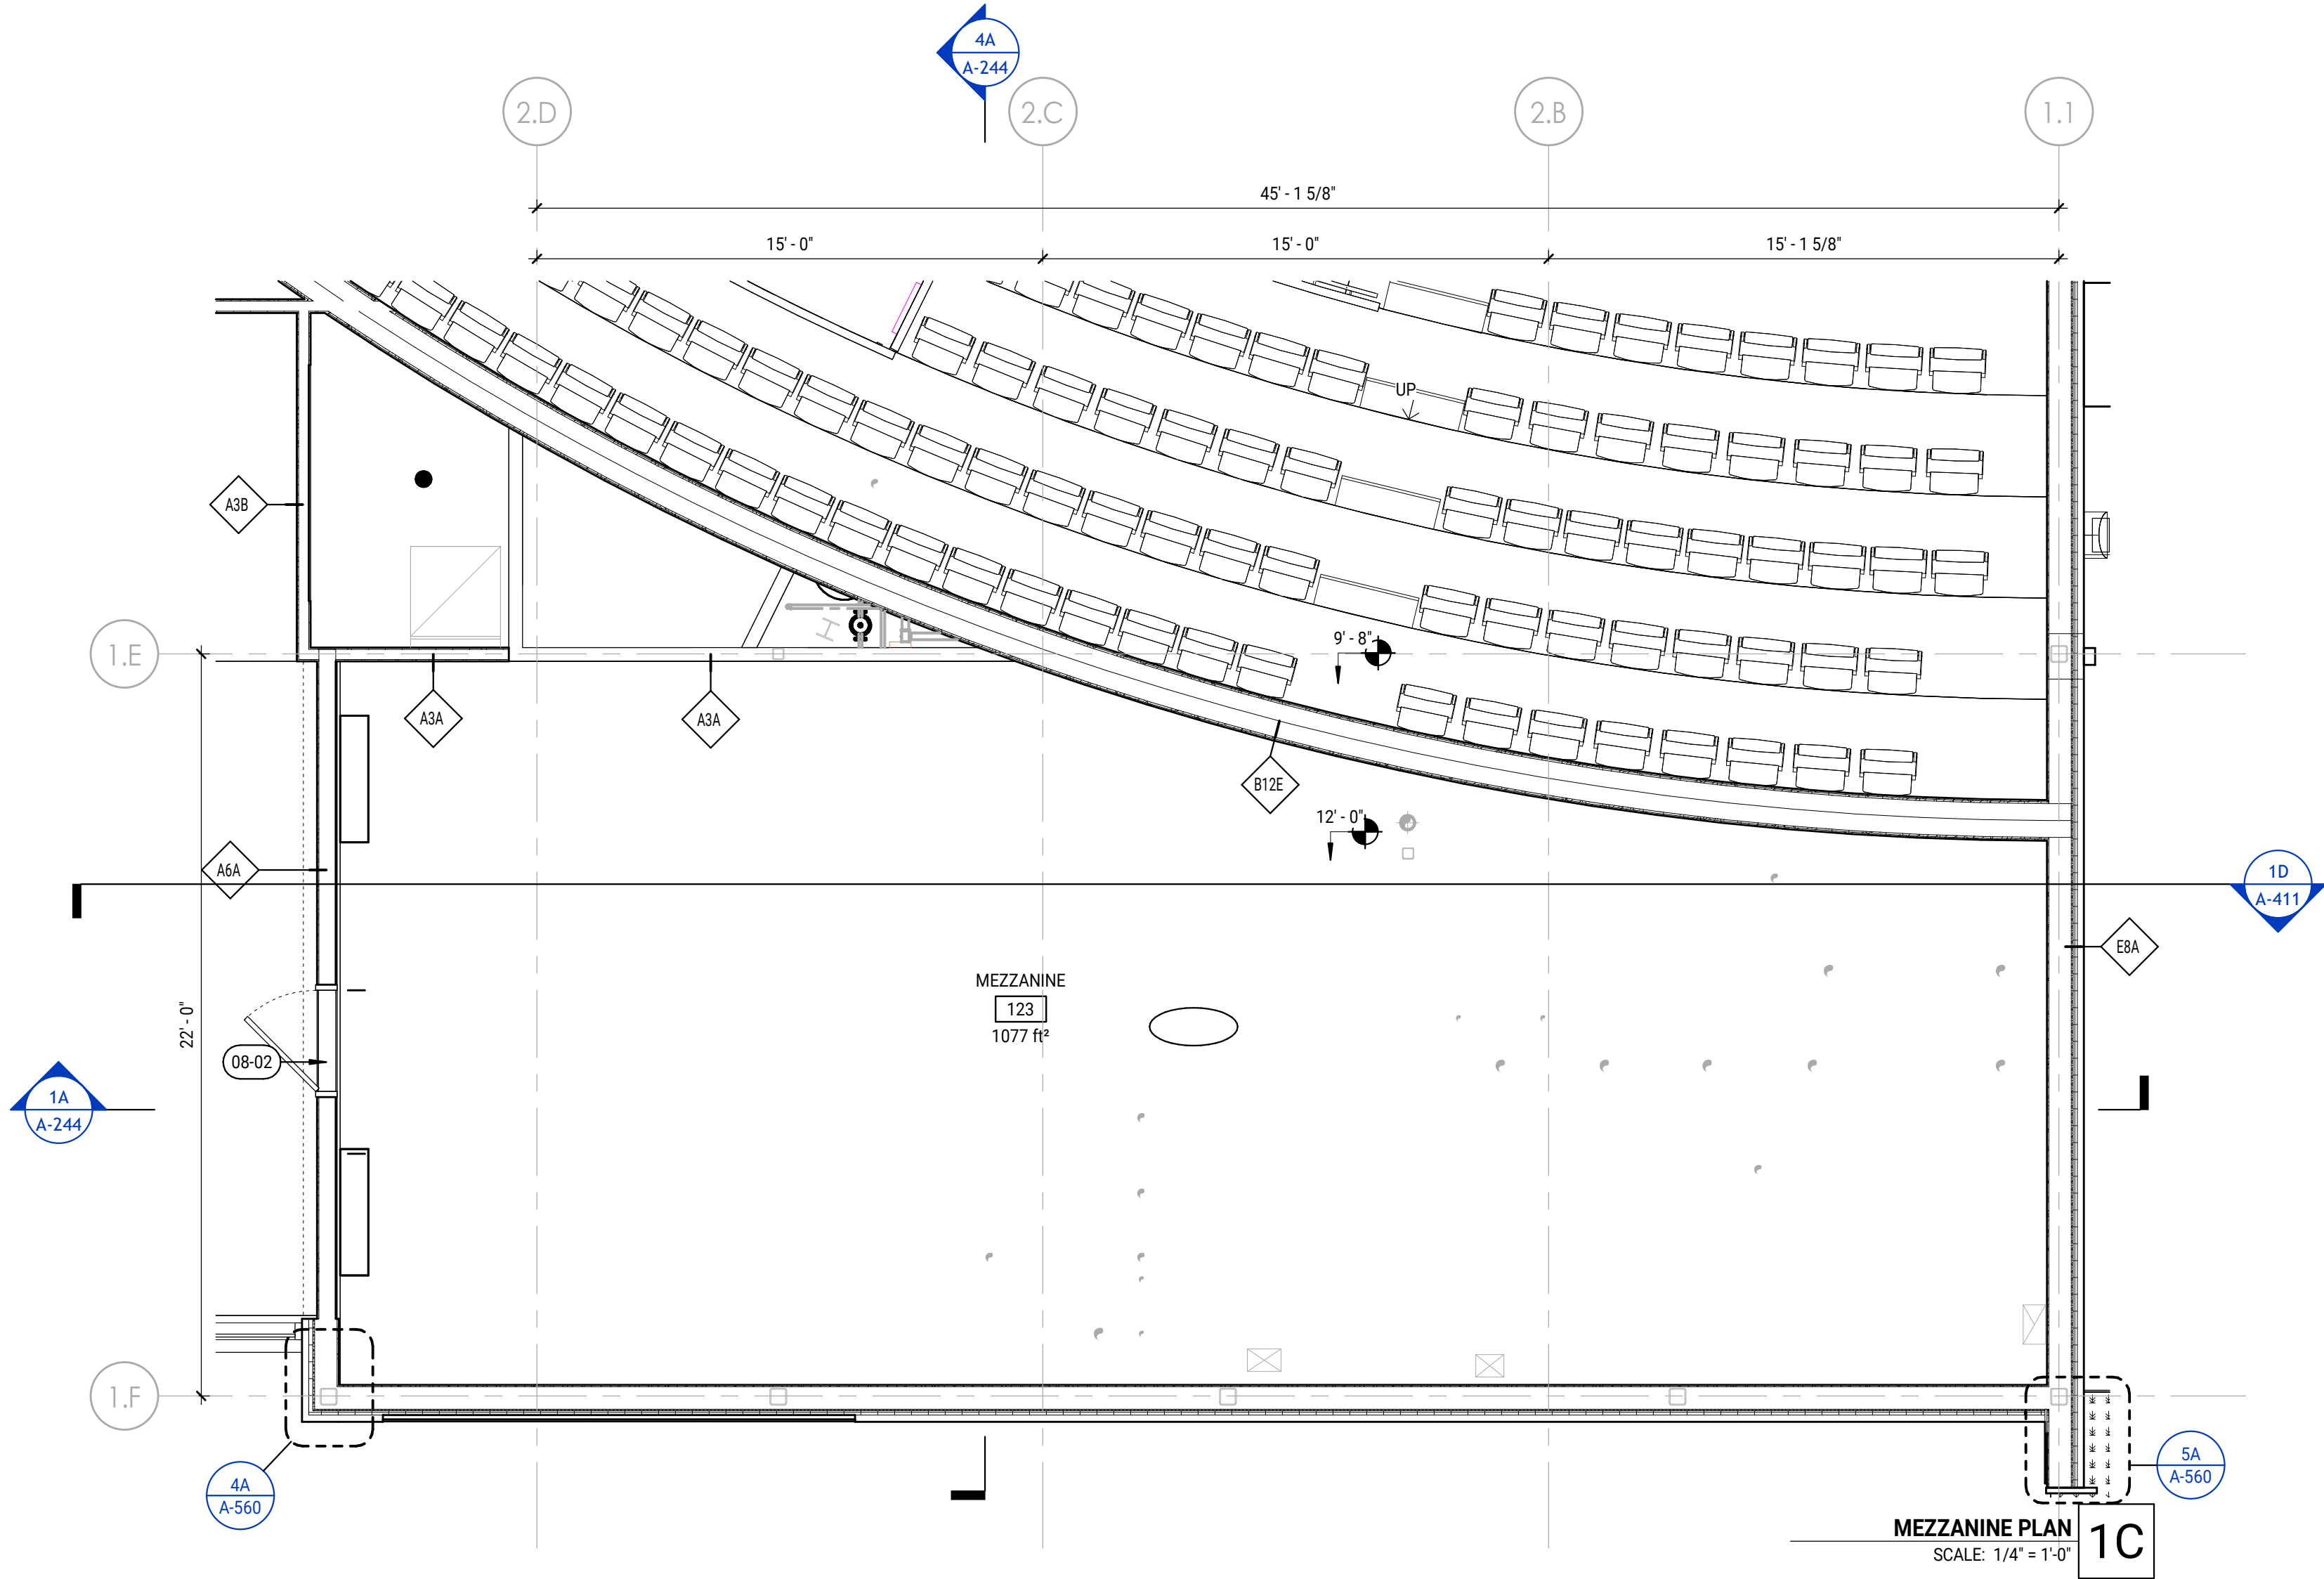 4A
A-244
2.D
2.C
2.B
1.1
45' - 1 5/8"
15' - 0"
15' - 0"
15' - 1 5/8"
UP
A3B
1.E
9' - 8"
A3A
A3A
B12E
12' - 0"
A6A
1D
A-411
E8A
MEZZANINE
123
1077 ft²
22' - 0"
08-02
1A
A-244
1.F
4A
A-560
5A
A-560
MEZZANINE PLAN
1C
SCALE: 1/4" = 1'-0"